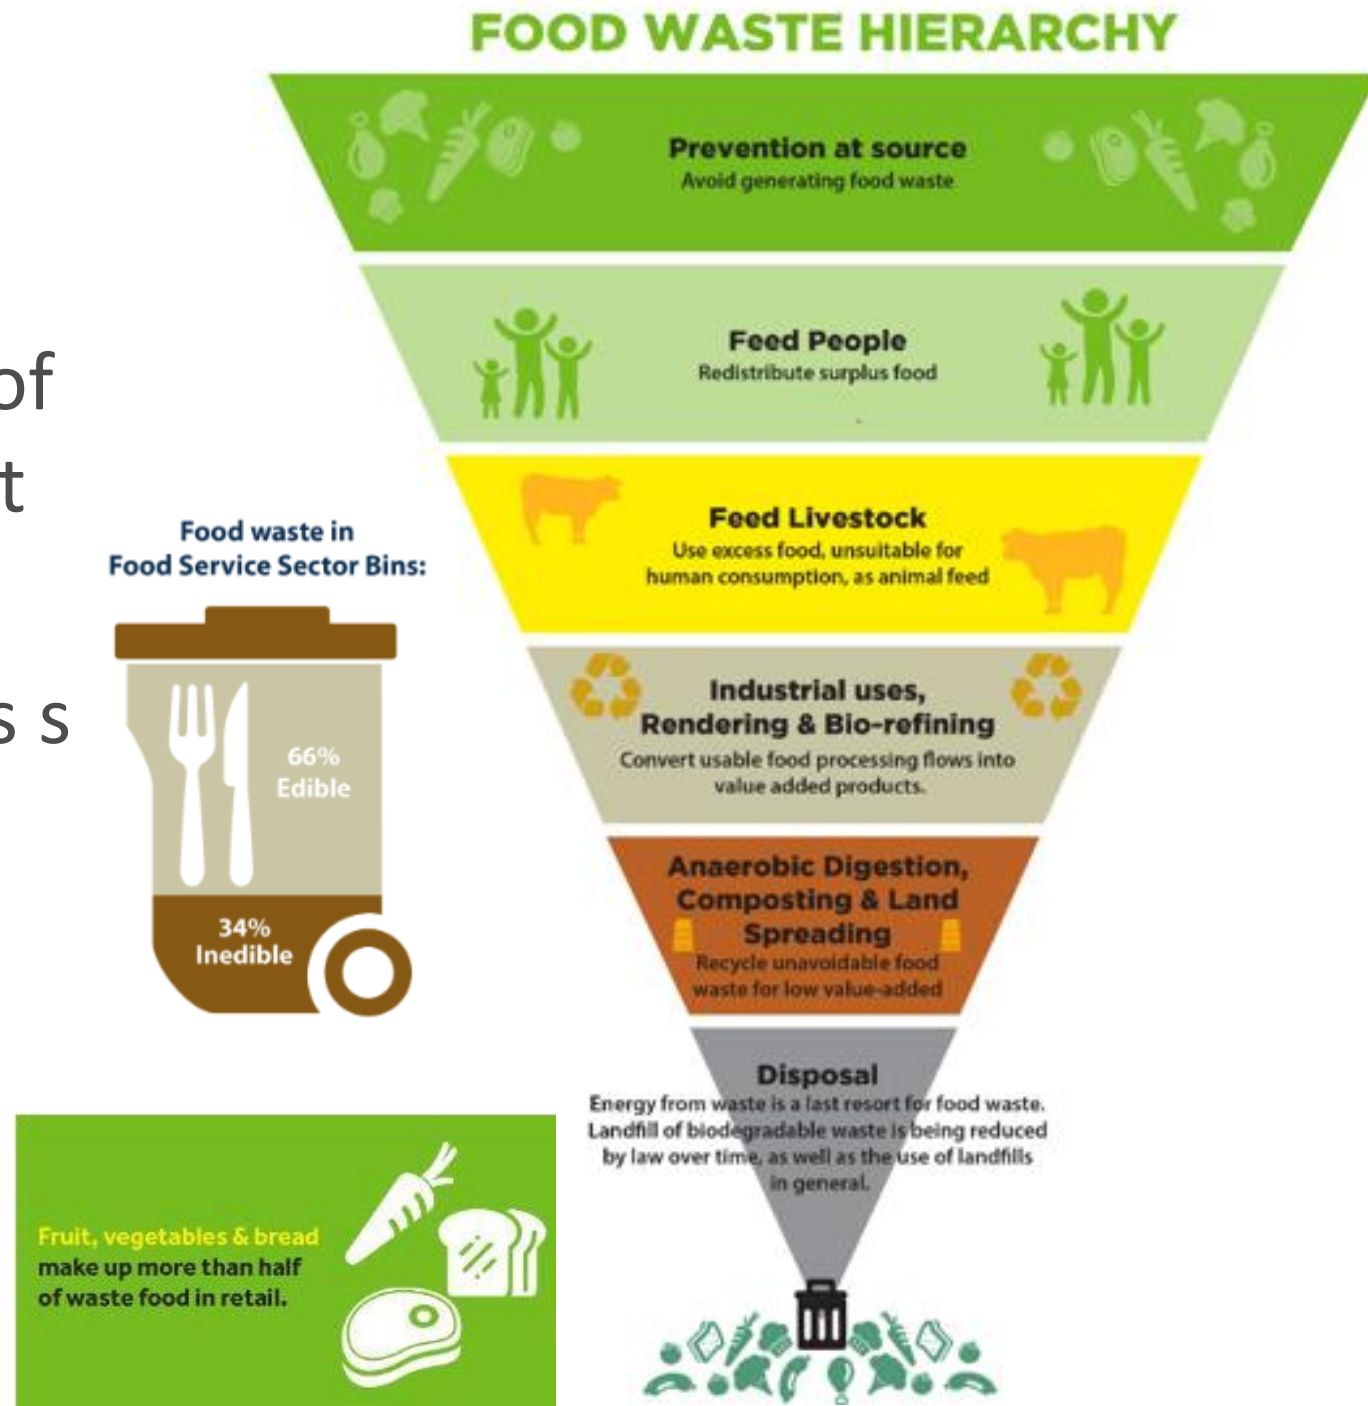 FOOD WASTE HIERARCHY
Prevention at source
Avoid generating food waste
Feed People
Redistribute surplus food
Feed Livestock
Use excess food, unsuitable for
human consumption, as animal feed
Industrial uses,
Rendering & Bio-refining
Convert usable food processing flows into
value added products.
Anaerobic Digestion,
Composting & Land
Spreading
Recycle unavoidable food
waste for low value-added
Disposal
Energy from waste is a last resort for food waste.
Landfill of biodegradable waste is being reduced
by law over time, as well as the use of landfills
in general.
of
t
s s
Food waste in
Food Service Sector Bins:
66%
Edible
34%
Inedible
Fruit, vegetables & bread
make up more than half
of waste food in retail.